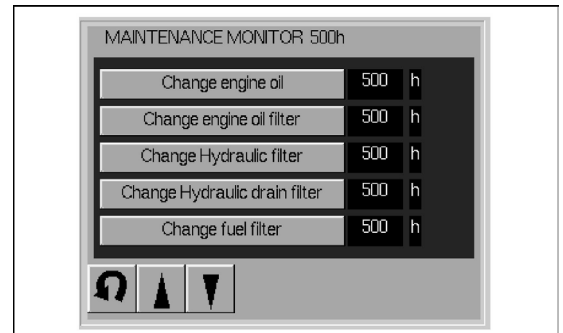 MAINTENANCE MONITOR 500h
Change engine oil 500 h
Change engine oil filter 500 h
Change Hydraulic filter 500 h
Change Hydraulic drain filter 500 h
Change fuel filter 500 h